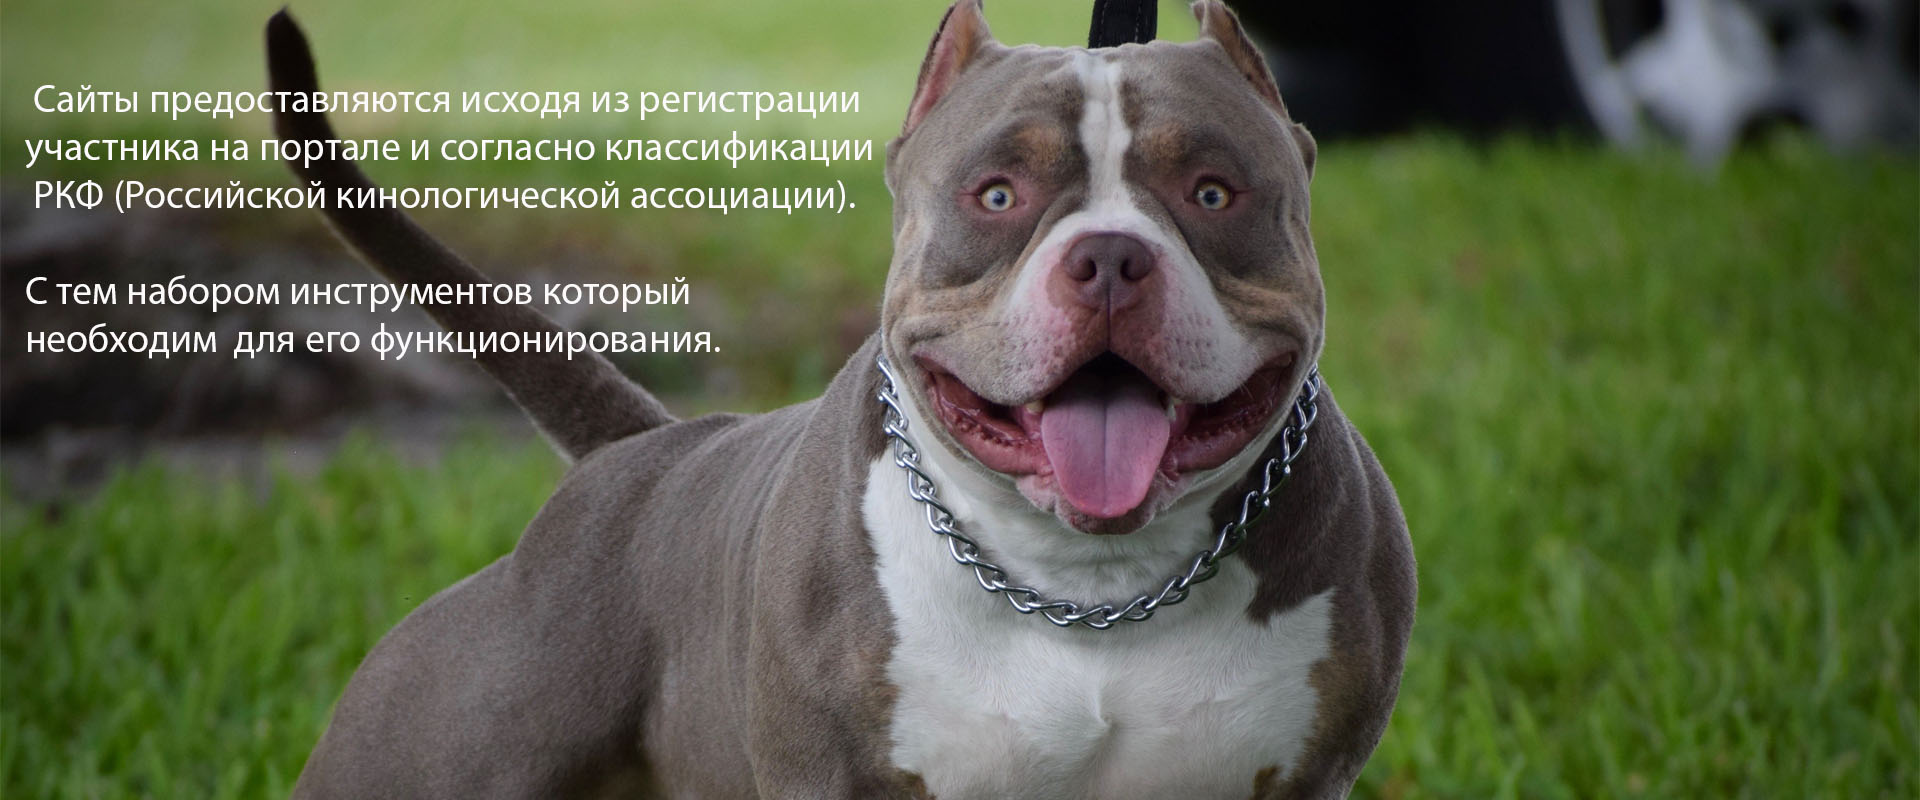 Сайты предоставляются исходя из регистрации
участника на портале и согласно классификации
РКФ (Российской кинологической ассоциации).
С тем набором инструментов который
необходим для его функционирования.